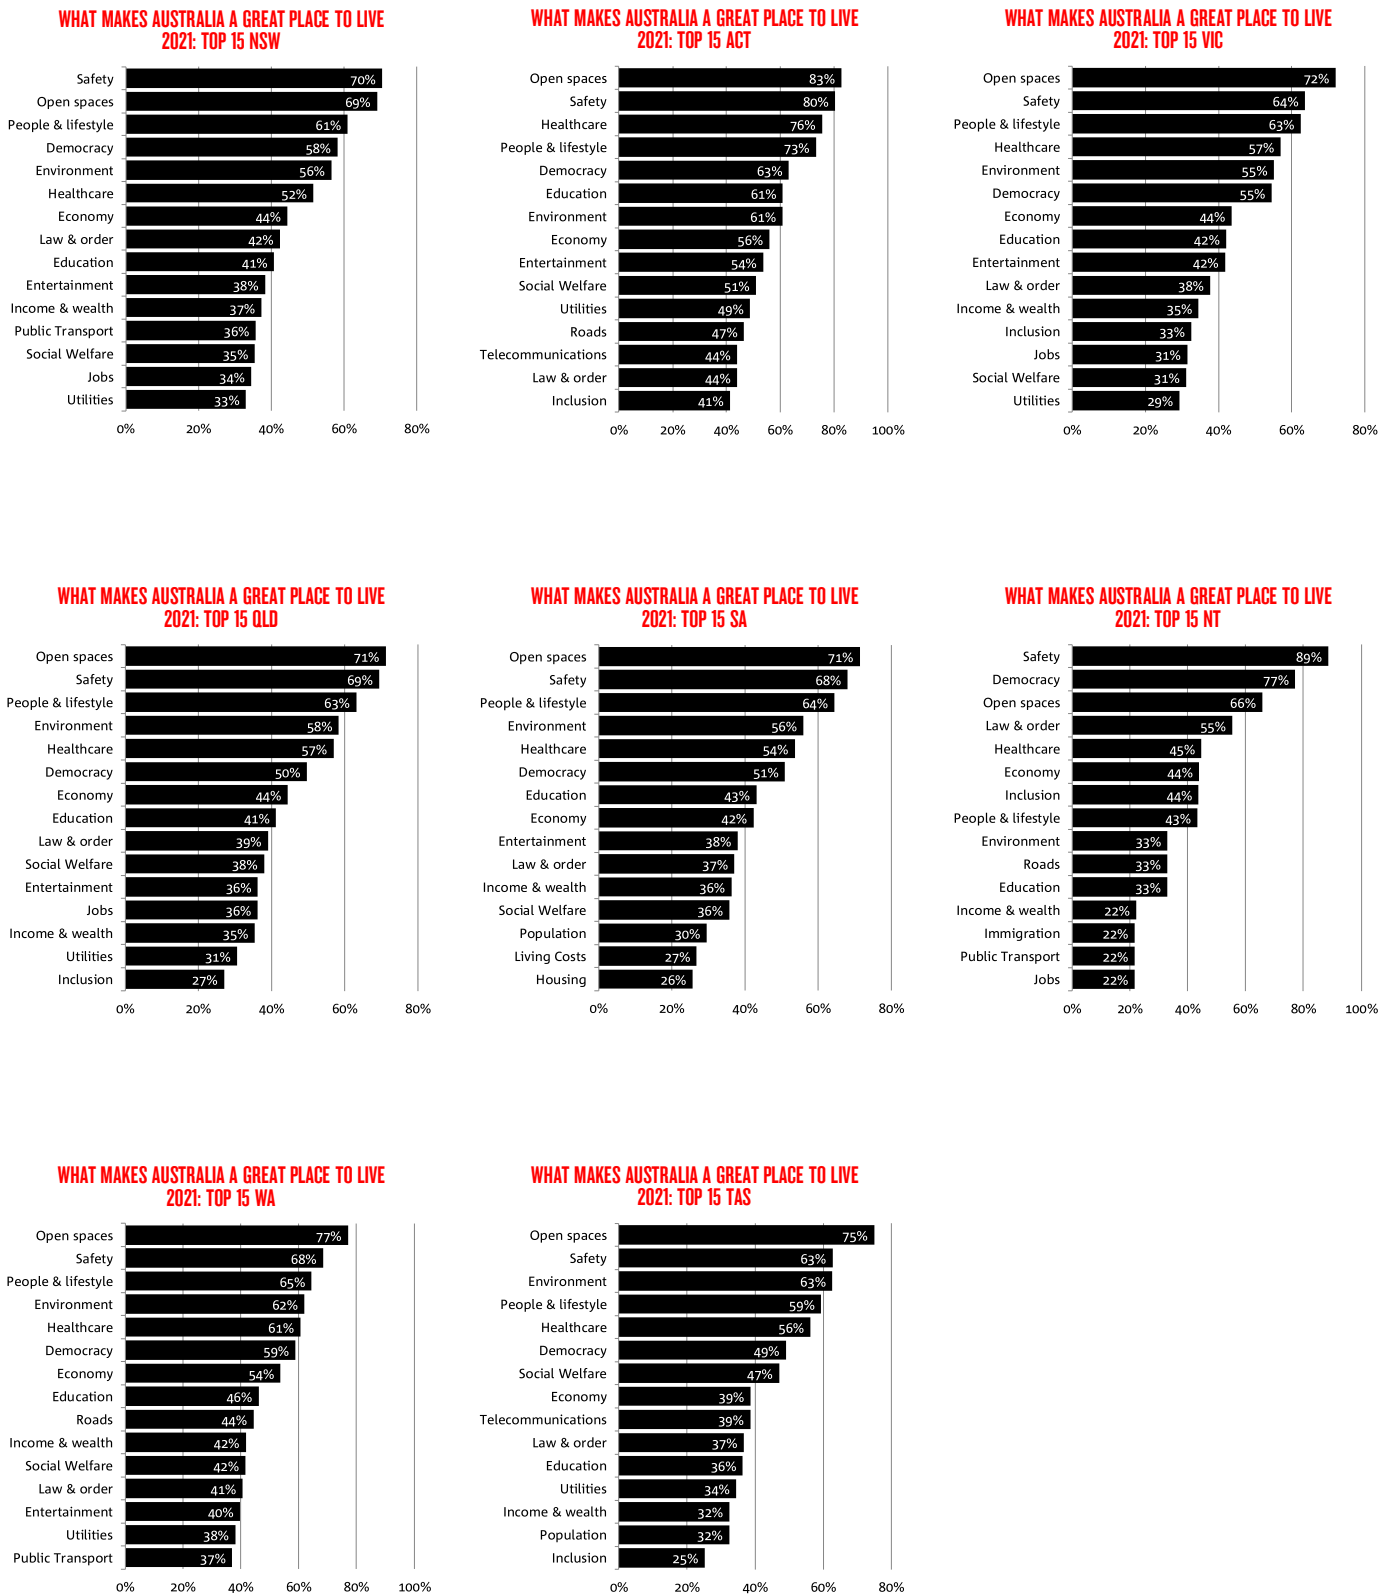 WHAT MAKES AUSTRALIA A GREAT PLACE TO LIVE
2021: TOP 15 NSW
Safety 70%
Open spaces 69%
People & lifestyle 61%
Democracy 58%
Environment 56%
Healthcare 52%
Economy 44%
Law & order 42%
Education 41%
Entertainment 38%
Income & wealth 37%
Public Transport 36%
Social Welfare 35%
Jobs 34%
Utilities 33%
0% 20% 40% 60% 80%
WHAT MAKES AUSTRALIA A GREAT PLACE TO LIVE
2021: TOP 15 ACT
Open spaces 83%
Safety 80%
Healthcare 76%
People & lifestyle 73%
Democracy 63%
Education 61%
Environment 61%
Economy 56%
Entertainment 54%
Social Welfare 51%
Utilities 49%
Roads 47%
Telecommunications 44%
Law & order 44%
Inclusion 41%
0% 20% 40% 60% 80% 100%
WHAT MAKES AUSTRALIA A GREAT PLACE TO LIVE
2021: TOP 15 VIC
Open spaces 72%
Safety 64%
People & lifestyle 63%
Healthcare 57%
Environment 55%
Democracy 55%
Economy 44%
Education 42%
Entertainment 42%
Law & order 38%
Income & wealth 35%
Inclusion 33%
Jobs 31%
Social Welfare 31%
Utilities 29%
0% 20% 40% 60% 80%
WHAT MAKES AUSTRALIA A GREAT PLACE TO LIVE
2021: TOP 15 QLD
Open spaces 71%
Safety 69%
People & lifestyle 63%
Environment 58%
Healthcare 57%
Democracy 50%
Economy 44%
Education 41%
Law & order 39%
Social Welfare 38%
Entertainment 36%
Jobs 36%
Income & wealth 35%
Utilities 31%
Inclusion 27%
0% 20% 40% 60% 80%
WHAT MAKES AUSTRALIA A GREAT PLACE TO LIVE
2021: TOP 15 SA
Open spaces 71%
Safety 68%
People & lifestyle 64%
Environment 56%
Healthcare 54%
Democracy 51%
Education 43%
Economy 42%
Entertainment 38%
Law & order 37%
Income & wealth 36%
Social Welfare 36%
Population 30%
Living Costs 27%
Housing 26%
0% 20% 40% 60% 80%
WHAT MAKES AUSTRALIA A GREAT PLACE TO LIVE
2021: TOP 15 NT
Safety 89%
Democracy 77%
Open spaces 66%
Law & order 55%
Healthcare 45%
Economy 44%
Inclusion 44%
People & lifestyle 43%
Environment 33%
Roads 33%
Education 33%
Income & wealth 22%
Immigration 22%
Public Transport 22%
Jobs 22%
0% 20% 40% 60% 80% 100%
WHAT MAKES AUSTRALIA A GREAT PLACE TO LIVE
2021: TOP 15 WA
Open spaces 77%
Safety 68%
People & lifestyle 65%
Environment 62%
Healthcare 61%
Democracy 59%
Economy 54%
Education 46%
Roads 44%
Income & wealth 42%
Social Welfare 42%
Law & order 41%
Entertainment 40%
Utilities 38%
Public Transport 37%
0% 20% 40% 60% 80% 100%
WHAT MAKES AUSTRALIA A GREAT PLACE TO LIVE
2021: TOP 15 TAS
Open spaces 75%
Safety 63%
Environment 63%
People & lifestyle 59%
Healthcare 56%
Democracy 49%
Social Welfare 47%
Economy 39%
Telecommunications 39%
Law & order 37%
Education 36%
Utilities 34%
Income & wealth 32%
Population 32%
Inclusion 25%
0% 20% 40% 60% 80%